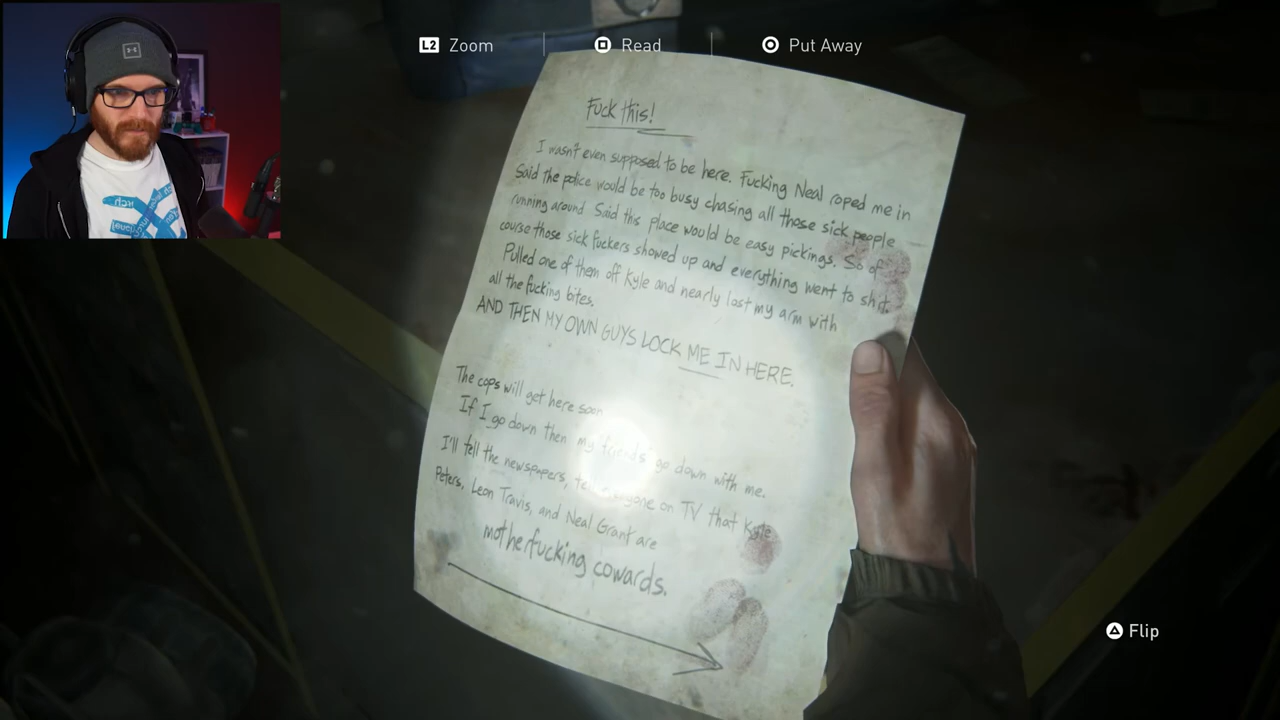 L2 Zoom
Read
Put Away
Fuck this!
I wasn't even supposed to be here. Fucking Neal roped me in
Said the police would be too busy chasing all those sick people
running around Said this place would be easy pickings. So of
course those sick fuckers showed up and everything went to shit.
Pulled one of them off Kyle and nearly lost my arm with
all the fucking bites.
AND THEN MY OWN GUYS LOCK ME IN HERE.
The cops will get here soon
If I go down then my "friends" go down with me.
I'll tell the newspapers, tell everyone on TV that Kyle
Peters, Leon Travis, and Neal Grant are
motherfucking cowards.
Flip